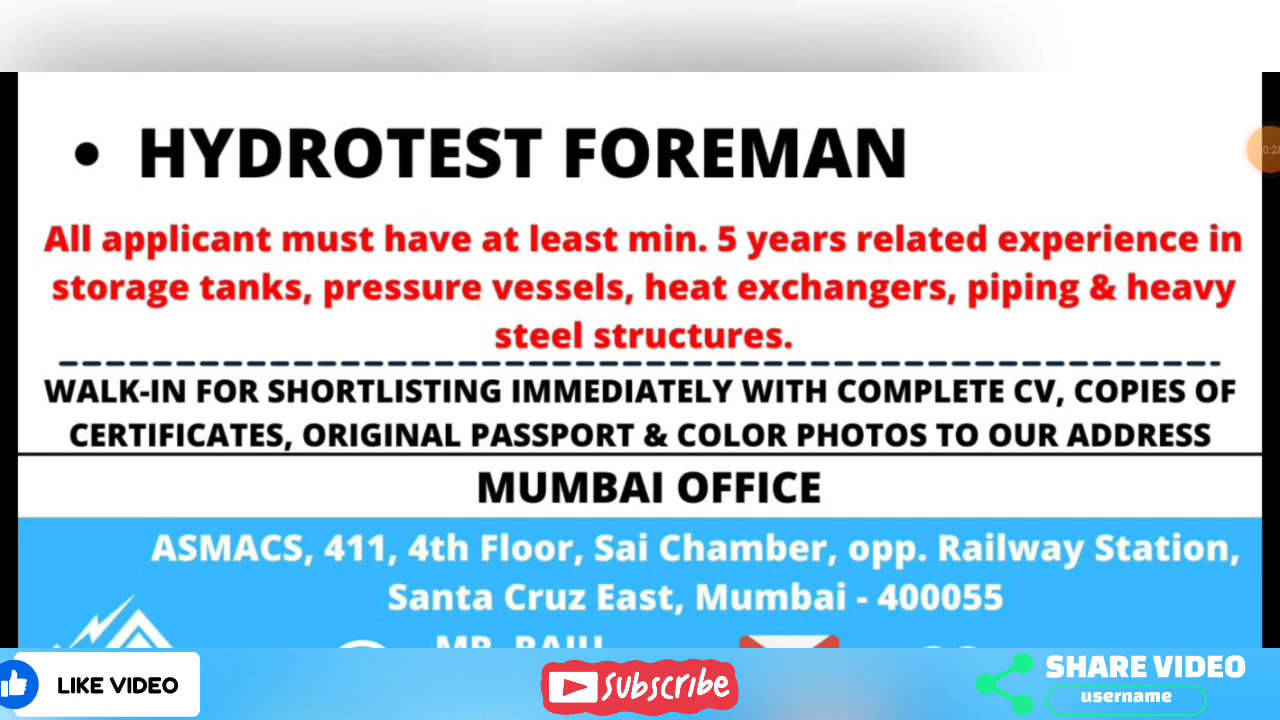 • HYDROTEST FOREMAN
All applicant must have at least min. 5 years related experience in
storage tanks, pressure vessels, heat exchangers, piping & heavy
steel structures.
WALK-IN FOR SHORTLISTING IMMEDIATELY WITH COMPLETE CV, COPIES OF
CERTIFICATES, ORIGINAL PASSPORT & COLOR PHOTOS TO OUR ADDRESS
MUMBAI OFFICE
ASMACS, 411, 4th Floor, Sai Chamber, opp. Railway Station,
Santa Cruz East, Mumbai - 400055
MR. RAJU
LIKE VIDEO
Subscribe
SHARE VIDEO
username